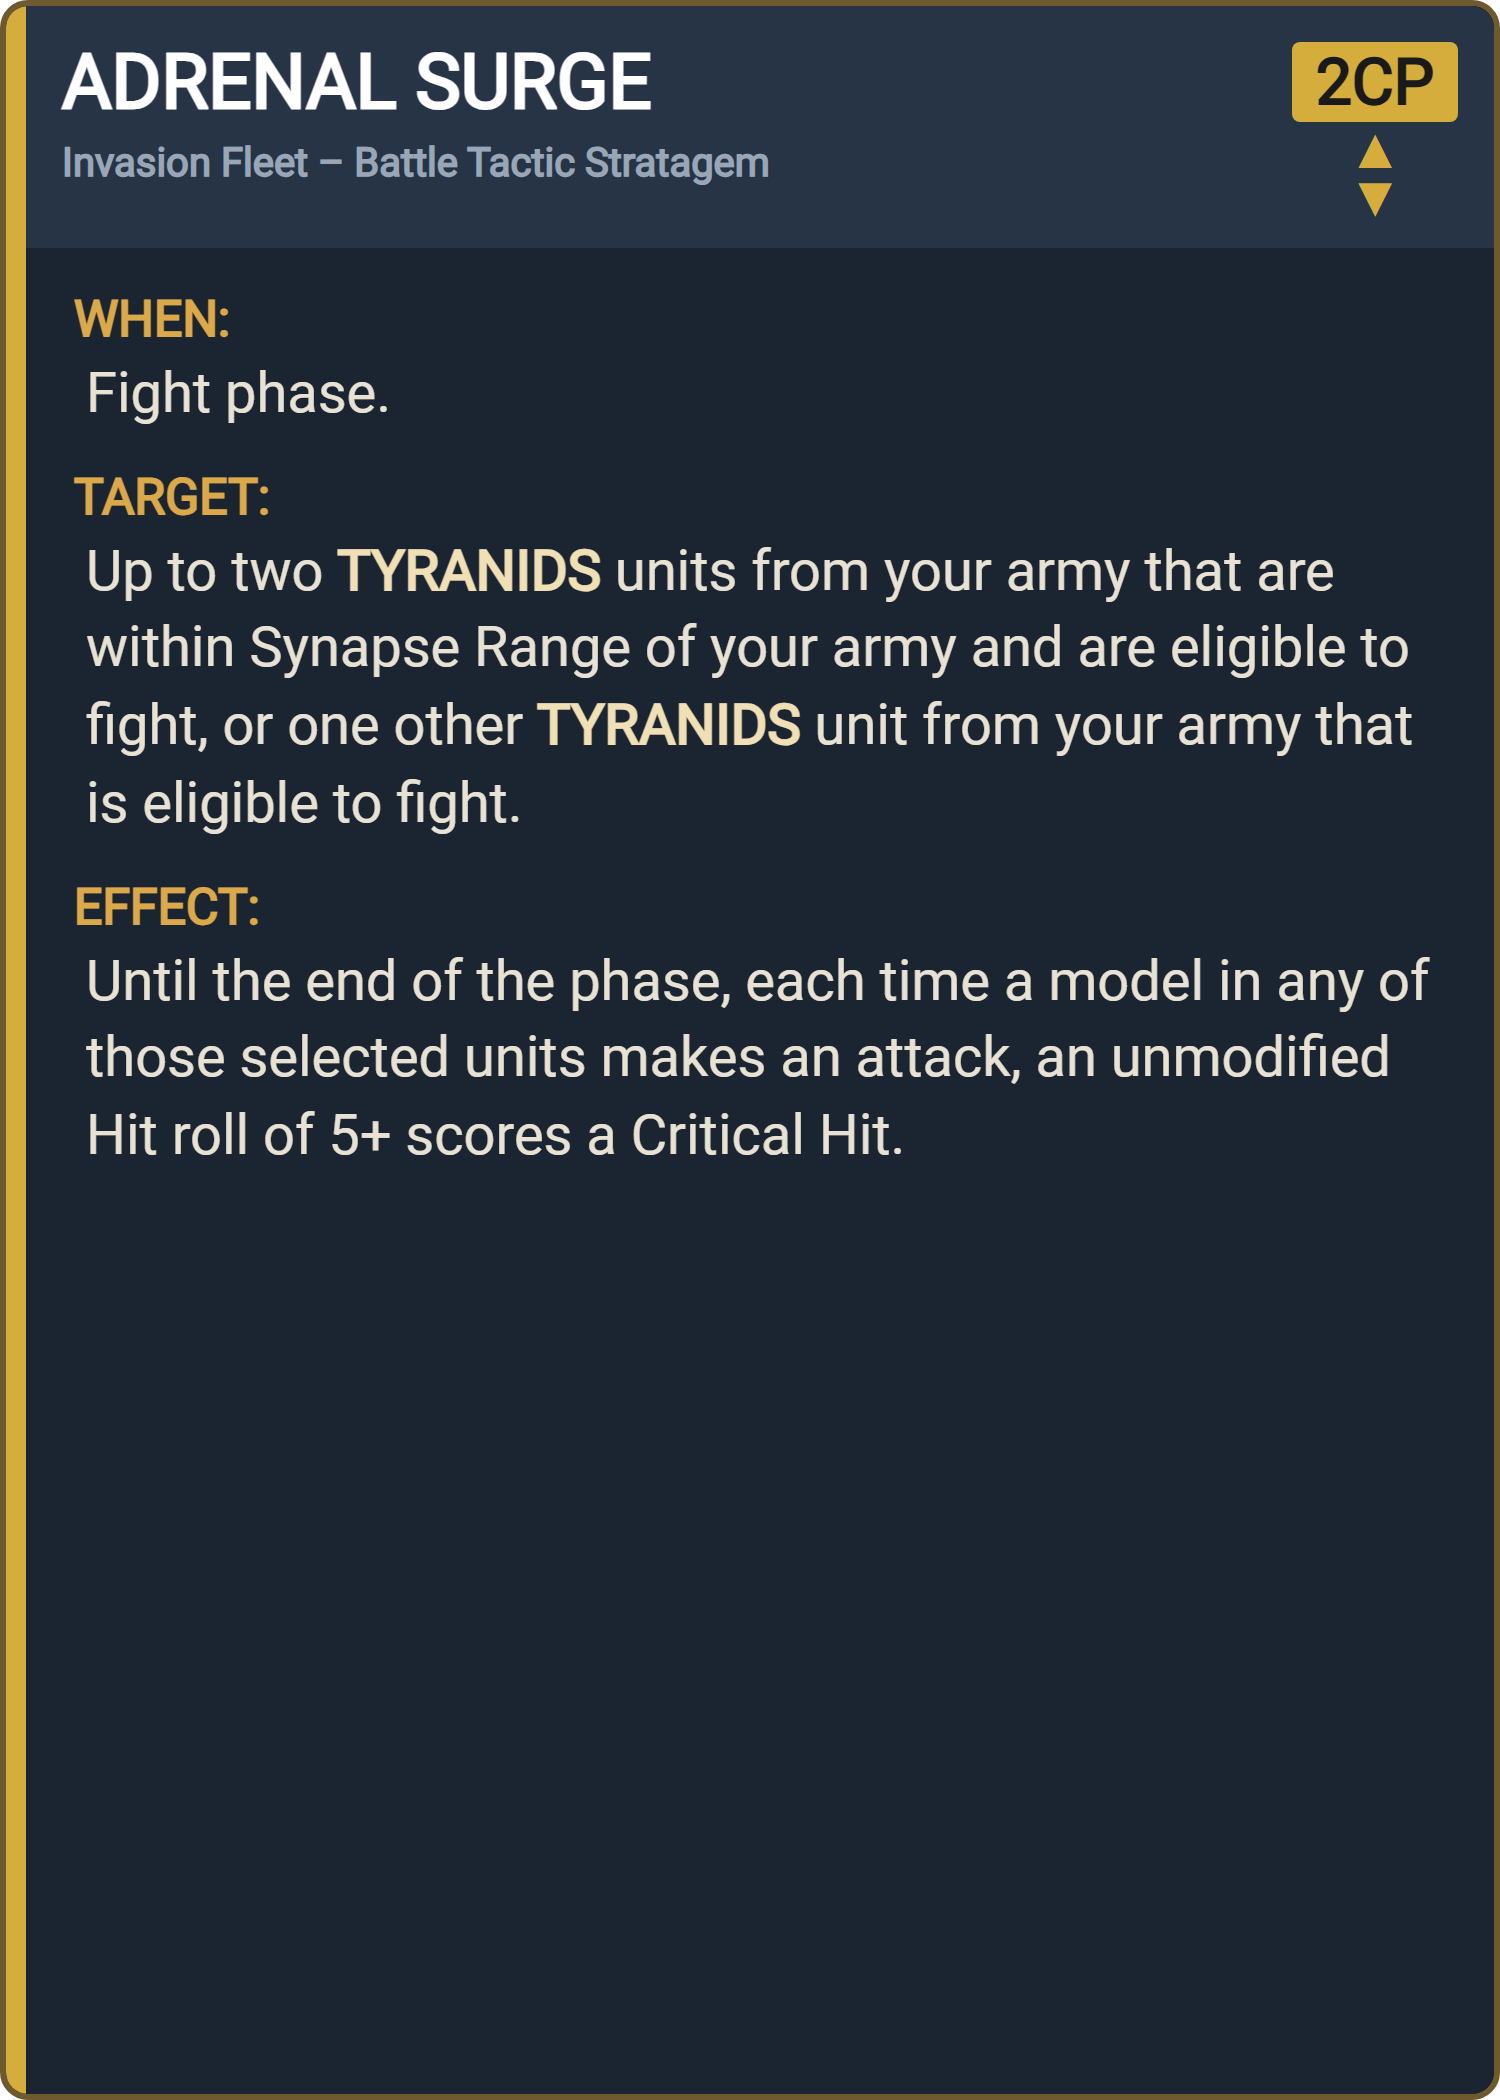 ADRENAL SURGE
2CP
Invasion Fleet – Battle Tactic Stratagem
WHEN:
Fight phase.
TARGET:
Up to two TYRANIDS units from your army that are
within Synapse Range of your army and are eligible to
fight, or one other TYRANIDS unit from your army that
is eligible to fight.
EFFECT:
Until the end of the phase, each time a model in any of
those selected units makes an attack, an unmodified
Hit roll of 5+ scores a Critical Hit.